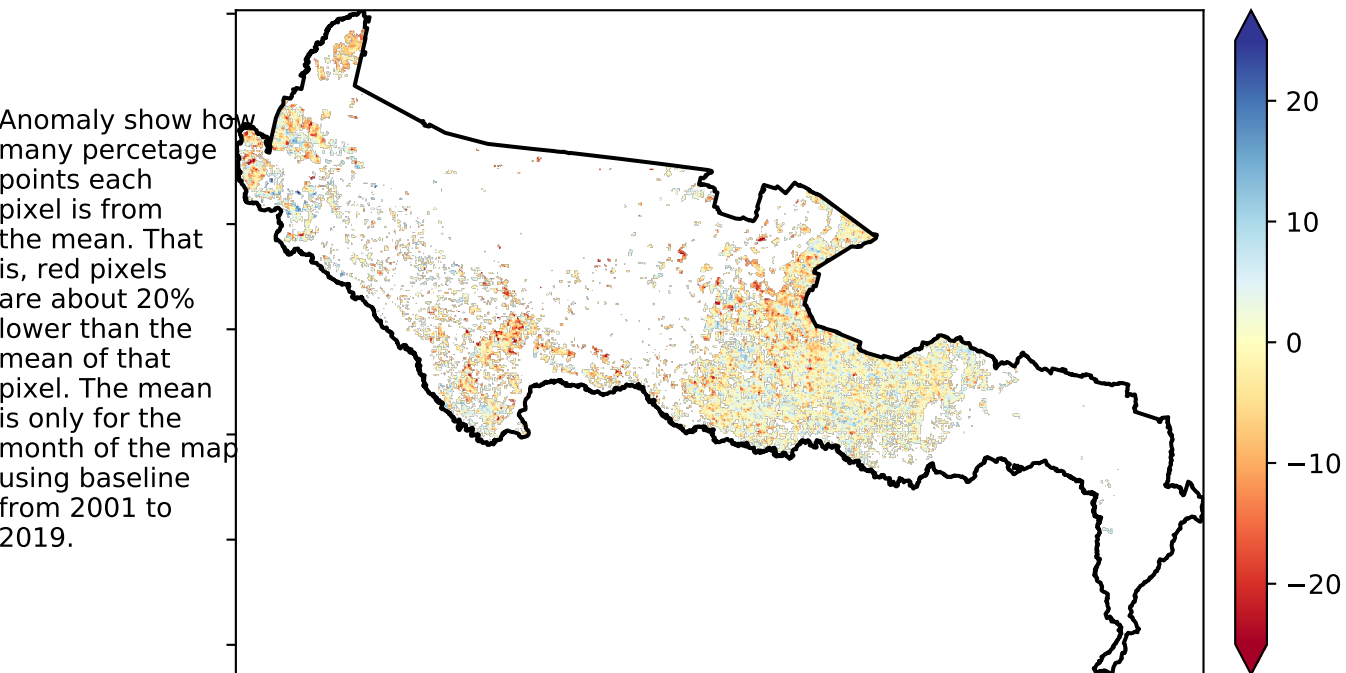 Anomaly show how
many percetage
points each
pixel is from
the mean. That
is, red pixels
are about 20%
lower than the
mean of that
pixel. The mean
is only for the
month of the map
using baseline
from 2001 to
2019.
20
10
0
−10
−20